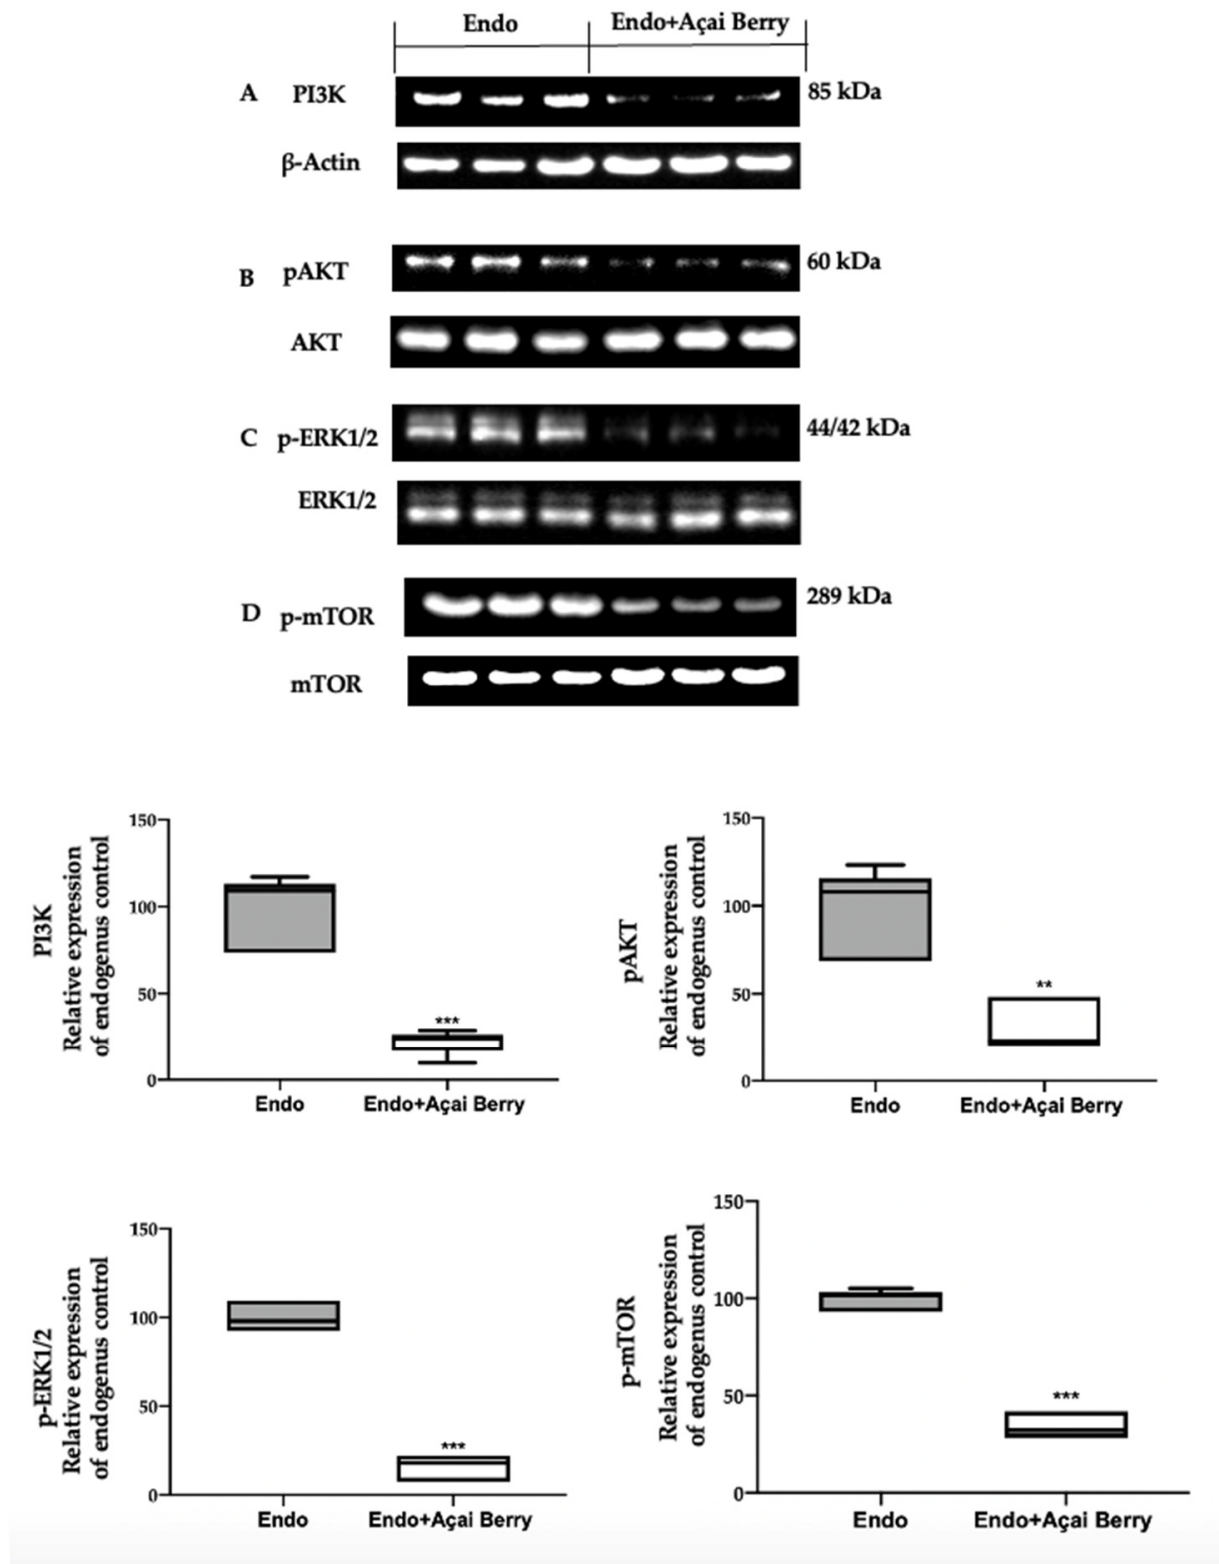 Endo Endo+Açai Berry
A PI3K 85 kDa
β-Actin
B pAKT 60 kDa
AKT
C p-ERK1/2 44/42 kDa
ERK1/2
D p-mTOR 289 kDa
mTOR
PI3K
Relative expression
of endogenus control
150
100
50
0
***
Endo Endo+Açai Berry
pAKT
Relative expression
of endogenus control
150
100
50
0
**
Endo Endo+Açai Berry
p-ERK1/2
Relative expression
of endogenus control
150
100
50
0
***
Endo Endo+Açai Berry
p-mTOR
Relative expression
of endogenus control
150
100
50
0
***
Endo Endo+Açai Berry